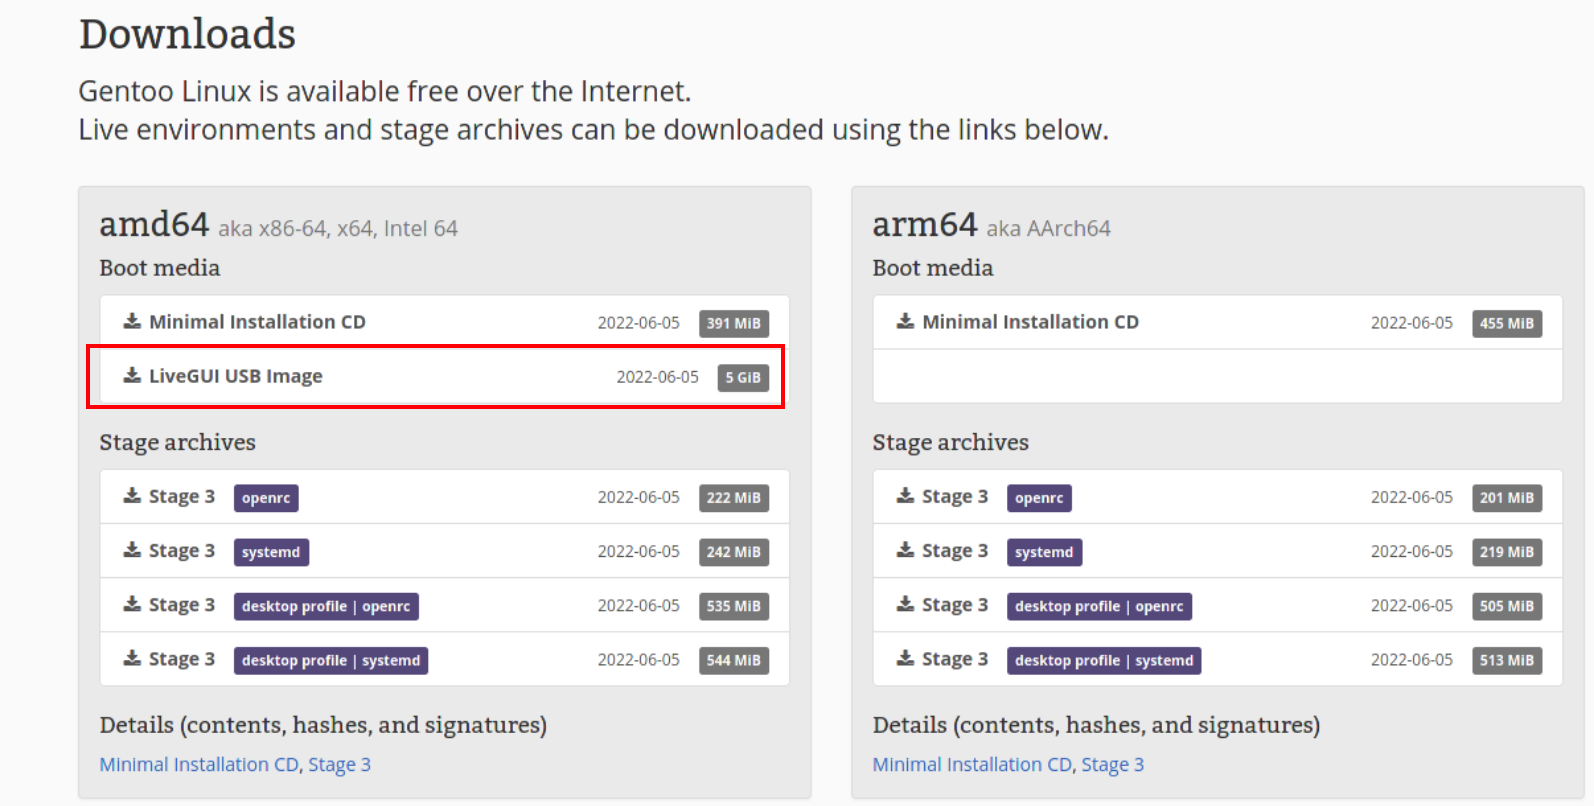 Downloads
Gentoo Linux is available free over the Internet.
Live environments and stage archives can be downloaded using the links below.
amd64 aka x86-64, x64, Intel 64
Boot media
Minimal Installation CD 2022-06-05 391 MiB
LiveGUI USB Image 2022-06-05 5 GiB
Stage archives
Stage 3 openrc 2022-06-05 222 MiB
Stage 3 systemd 2022-06-05 242 MiB
Stage 3 desktop profile | openrc 2022-06-05 535 MiB
Stage 3 desktop profile | systemd 2022-06-05 544 MiB
Details (contents, hashes, and signatures)
Minimal Installation CD, Stage 3
arm64 aka AArch64
Boot media
Minimal Installation CD 2022-06-05 455 MiB
Stage archives
Stage 3 openrc 2022-06-05 201 MiB
Stage 3 systemd 2022-06-05 219 MiB
Stage 3 desktop profile | openrc 2022-06-05 505 MiB
Stage 3 desktop profile | systemd 2022-06-05 513 MiB
Details (contents, hashes, and signatures)
Minimal Installation CD, Stage 3